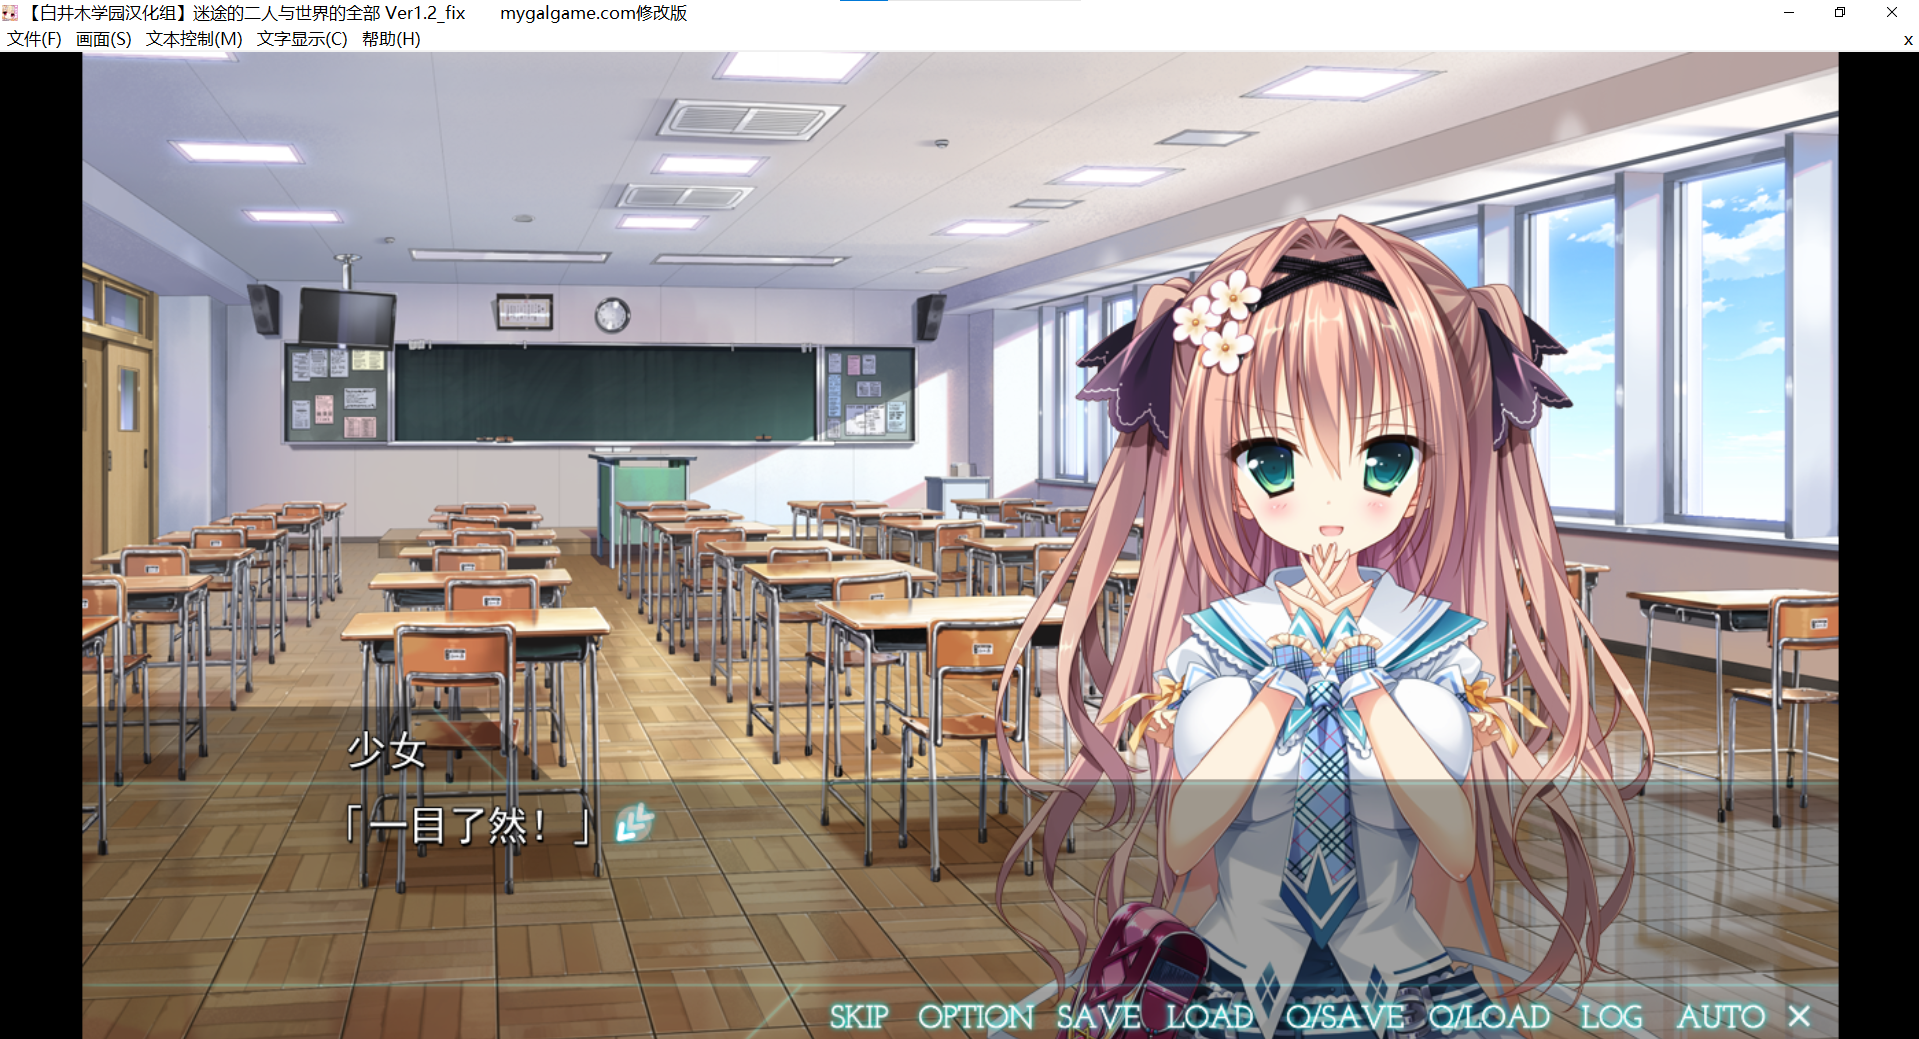 【白井木学园汉化组】迷途的二人与世界的全部 Ver1.2_fix mygalgame.com修改版
文件(F) 画面(S) 文本控制(M) 文字显示(C) 帮助(H) x
少女
「一目了然！」
SKIP OPTION SAVE LOAD Q/SAVE Q/LOAD LOG AUTO ×